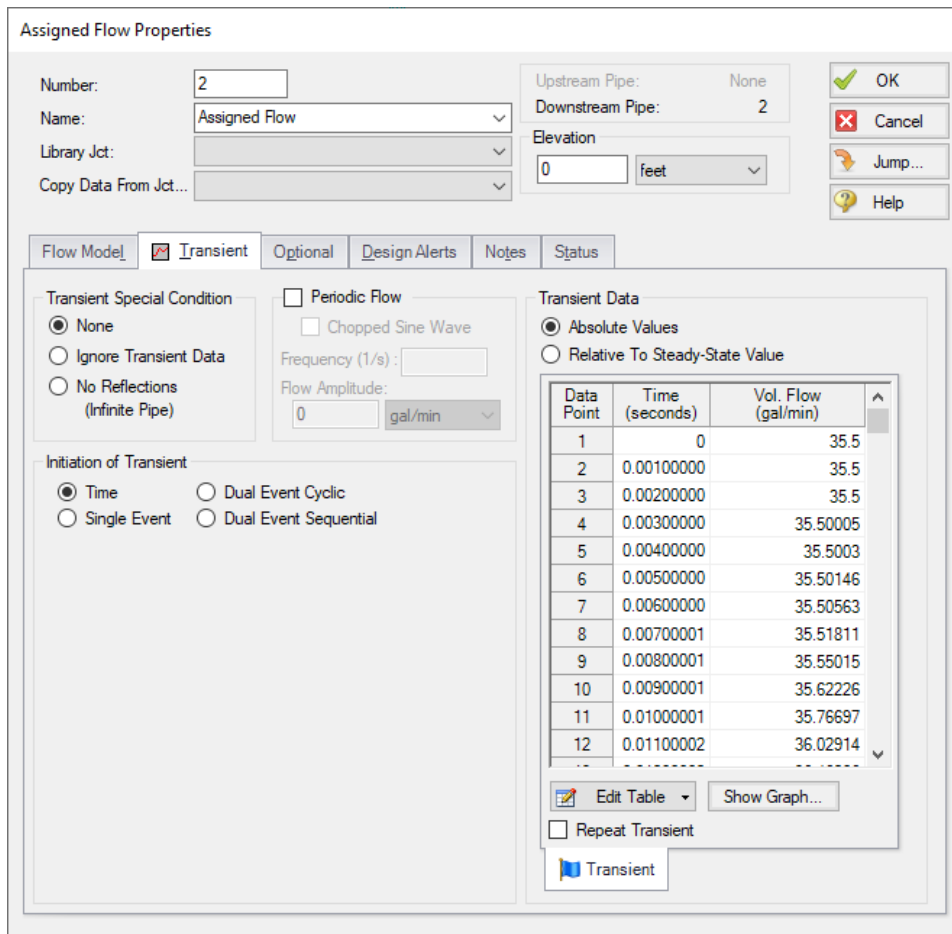 Assigned Flow Properties
Number: 2
Name: Assigned Flow
Library Jct:
Copy Data From Jct...
Upstream Pipe: None
Downstream Pipe: 2
Elevation
0 feet
OK
Cancel
Jump...
Help
Flow Model Transient Optional Design Alerts Notes Status
Transient Special Condition
None
Ignore Transient Data
No Reflections
(Infinite Pipe)
Periodic Flow
Chopped Sine Wave
Frequency (1/s) :
Flow Amplitude:
0 gal/min
Initiation of Transient
Time Dual Event Cyclic
Single Event Dual Event Sequential
Transient Data
Absolute Values
Relative To Steady-State Value
Data Time Vol. Flow
Point (seconds) (gal/min)
1 0 35.5
2 0.00100000 35.5
3 0.00200000 35.5
4 0.00300000 35.50005
5 0.00400000 35.5003
6 0.00500000 35.50146
7 0.00600000 35.50563
8 0.00700001 35.51811
9 0.00800001 35.55015
10 0.00900001 35.62226
11 0.01000001 35.76697
12 0.01100002 36.02914
Edit Table Show Graph...
Repeat Transient
Transient